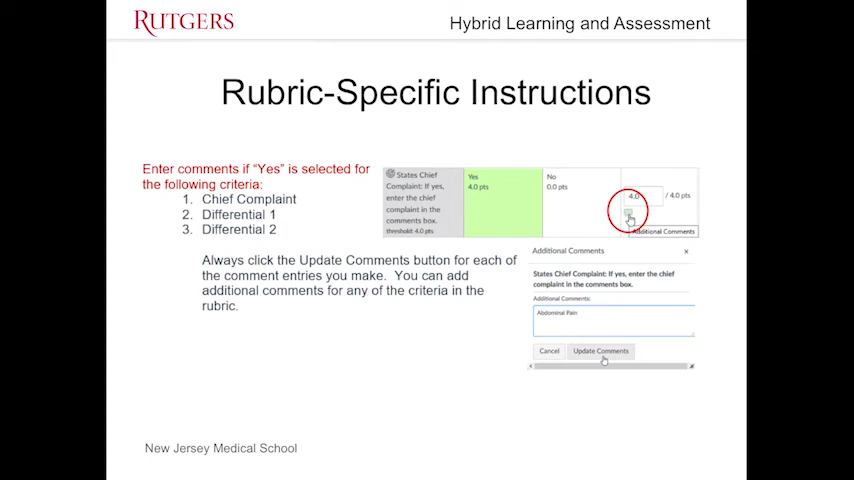 RUTGERS
Hybrid Learning and Assessment
Rubric-Specific Instructions
Enter comments if “Yes” is selected for
the following criteria:
1. Chief Complaint
2. Differential 1
3. Differential 2
Always click the Update Comments button for each of
the comment entries you make. You can add
additional comments for any of the criteria in the
rubric.
States Chief
Complaint: If yes,
enter the chief
complaint in the
comments box.
threshold: 4.0 pts
Yes
4.0 pts
No
0.0 pts
4.0 / 4.0 pts
Additional Comments
Additional Comments ×
States Chief Complaint: If yes, enter the chief
complaint in the comments box.
Additional Comments:
Abdominal Pain
Cancel Update Comments
New Jersey Medical School